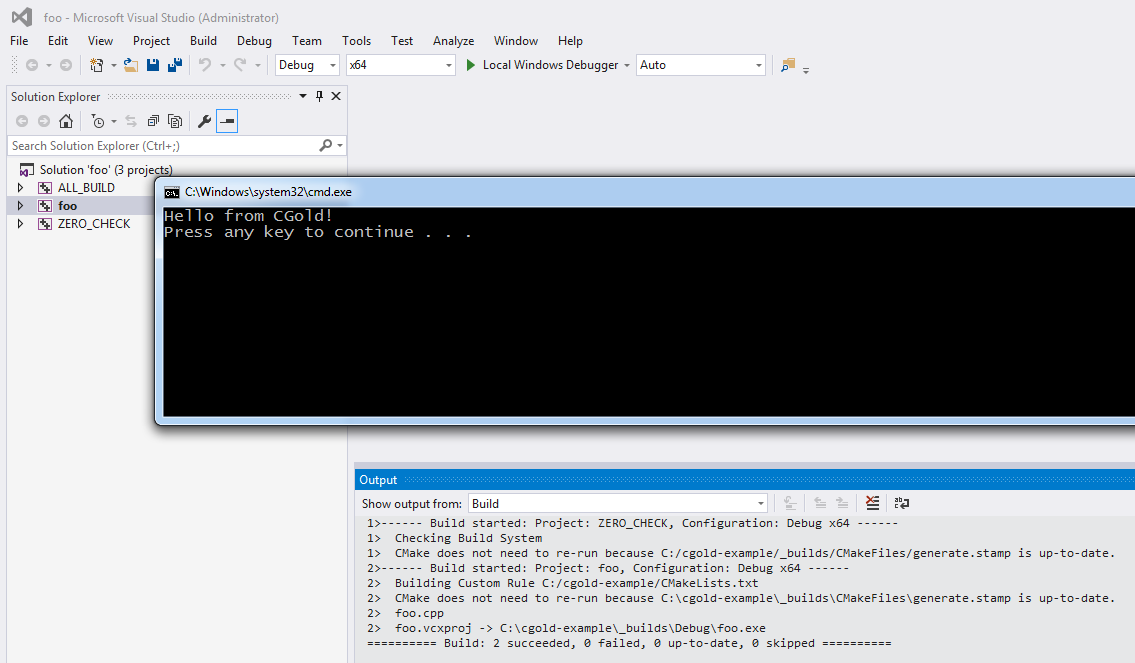 foo - Microsoft Visual Studio (Administrator)
File Edit View Project Build Debug Team Tools Test Analyze Window Help
Debug x64 Local Windows Debugger Auto
Solution Explorer
Search Solution Explorer (Ctrl+;)
Solution 'foo' (3 projects)
ALL_BUILD
foo
ZERO_CHECK
C:\Windows\system32\cmd.exe
Hello from CGold!
Press any key to continue . . .
Output
Show output from: Build
1>------ Build started: Project: ZERO_CHECK, Configuration: Debug x64 ------
1>  Checking Build System
1>  CMake does not need to re-run because C:/cgold-example/_builds/CMakeFiles/generate.stamp is up-to-date.
2>------ Build started: Project: foo, Configuration: Debug x64 ------
2>  Building Custom Rule C:/cgold-example/CMakeLists.txt
2>  CMake does not need to re-run because C:\cgold-example\_builds\CMakeFiles\generate.stamp is up-to-date.
2>  foo.cpp
2>  foo.vcxproj -> C:\cgold-example\_builds\Debug\foo.exe
========== Build: 2 succeeded, 0 failed, 0 up-to-date, 0 skipped ==========